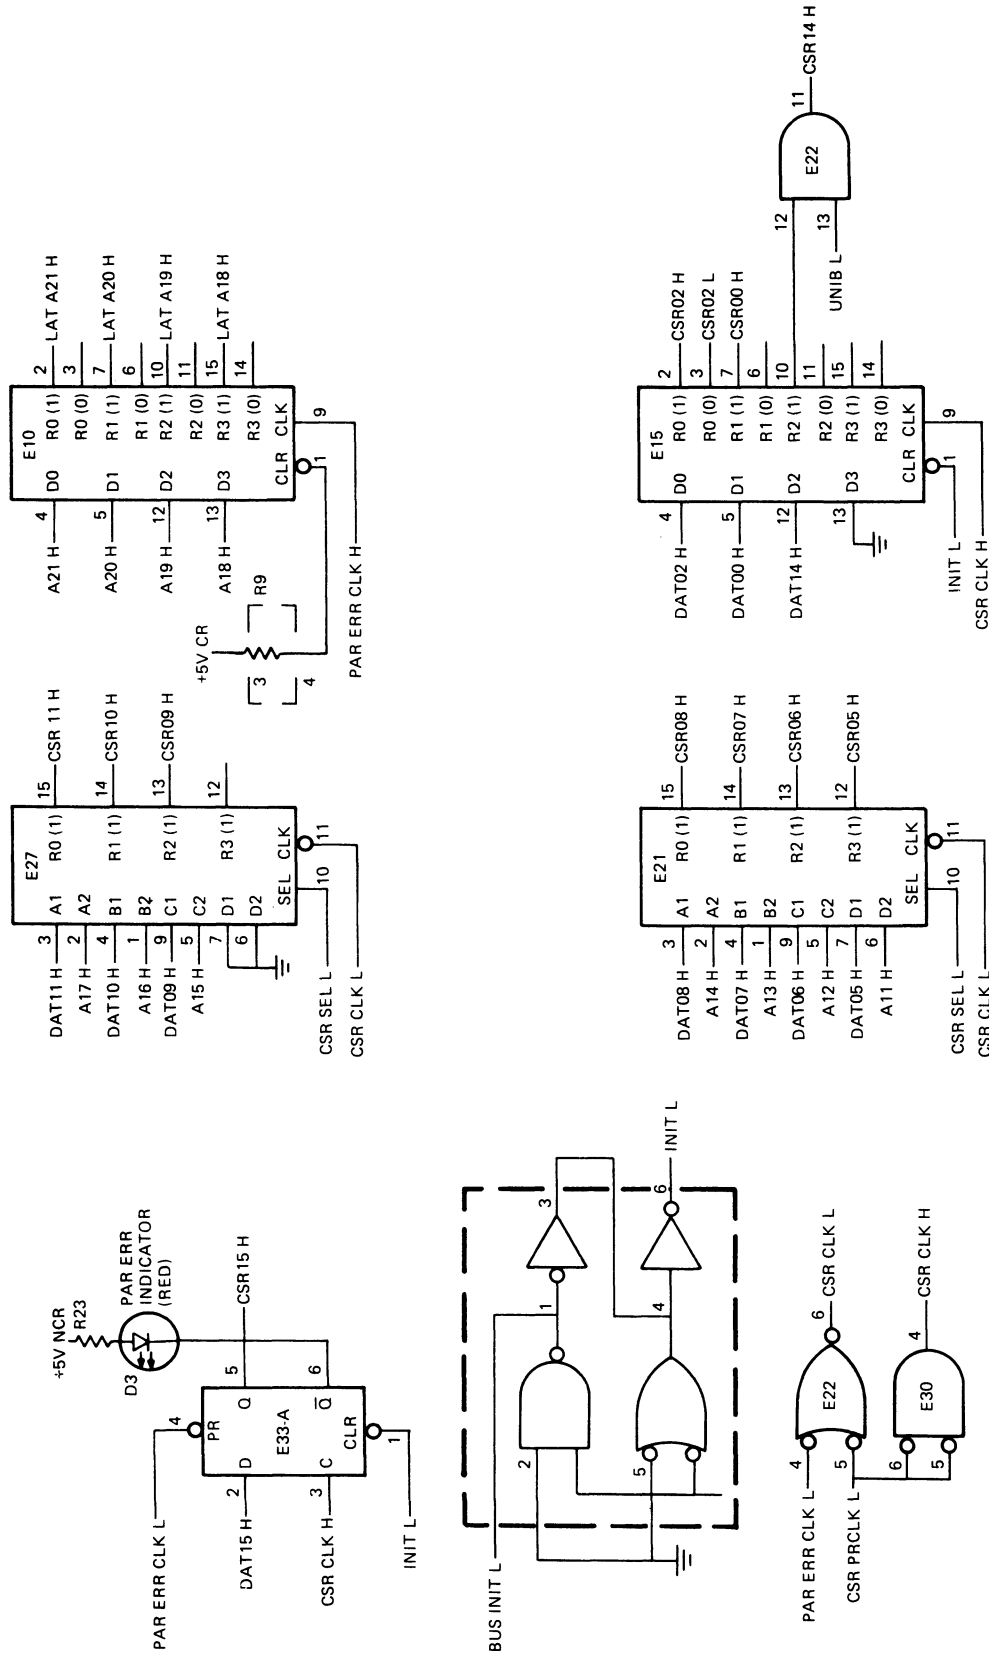 +5V NCR
R23
PAR ERR
INDICATOR
(RED)
D3
PAR ERR CLK L
4
PR
DAT15 H
2
D
Q
5
CSR15 H
E33-A
CSR CLK H
3
C
Q
6
CLR
1
INIT L
BUS INIT L
2
1
3
5
4
6
INIT L
PAR ERR CLK L
4
E22
6
CSR CLK L
CSR PRCLK L
5
6
5
E30
4
CSR CLK H
E27
DAT11 H 3 A1 R0 (1) 15 CSR 11 H
A17 H 2 A2
DAT10 H 4 B1 R1 (1) 14 CSR10 H
A16 H 1 B2
DAT09 H 9 C1 R2 (1) 13 CSR09 H
A15 H 5 C2
7 D1 R3 (1) 12
6 D2
SEL CLK
10 11
CSR SEL L
CSR CLK L
E21
DAT08 H 3 A1 R0 (1) 15 CSR08 H
A14 H 2 A2
DAT07 H 4 B1 R1 (1) 14 CSR07 H
A13 H 1 B2
DAT06 H 9 C1 R2 (1) 13 CSR06 H
A12 H 5 C2
DAT05 H 7 D1 R3 (1) 12 CSR05 H
A11 H 6 D2
SEL CLK
10 11
CSR SEL L
CSR CLK L
E10
A21 H 4 D0 R0 (1) 2 LAT A21 H
R0 (0) 3
A20 H 5 D1 R1 (1) 7 LAT A20 H
R1 (0) 6
A19 H 12 D2 R2 (1) 10 LAT A19 H
R2 (0) 11
A18 H 13 D3 R3 (1) 15 LAT A18 H
R3 (0) 14
CLR CLK
1 9
+5V CR
3 R9
4
PAR ERR CLK H
E15
DAT02 H 4 D0 R0 (1) 2 CSR02 H
R0 (0) 3 CSR02 L
DAT00 H 5 D1 R1 (1) 7 CSR00 H
R1 (0) 6
DAT14 H 12 D2 R2 (1) 10
R2 (0) 11
13 D3 R3 (1) 15
R3 (0) 14
CLR CLK
1 9
INIT L
CSR CLK H
12
UNIB L 13
E22
11 CSR14 H